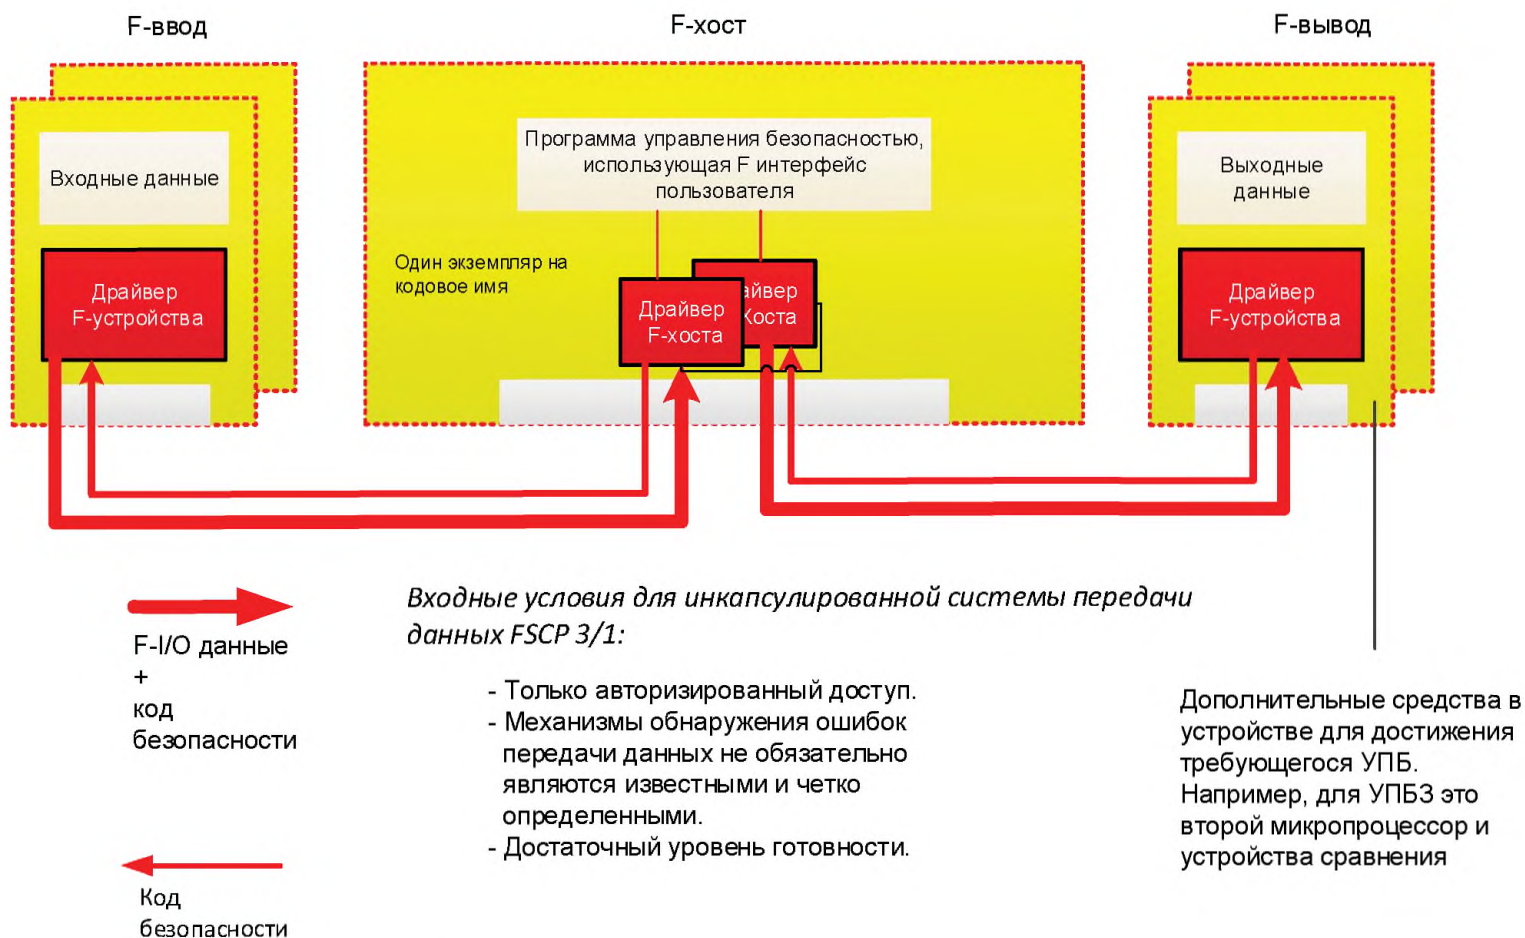 F-ввод
F-хост
F-вывод
Входные данные
Драйвер
F-устройства
Программа управления безопасностью,
использующая F интерфейс
пользователя
Один экземпляр на
кодовое имя
Драйвер
F-хоста
айвер
Хоста
Выходные
данные
Драйвер
F-устройства
F-I/O данные
+
код
безопасности
Код
безопасности
Входные условия для инкапсулированной системы передачи
данных FSCP 3/1:
- Только авторизированный доступ.
- Механизмы обнаружения ошибок
передачи данных не обязательно
являются известными и четко
определенными.
- Достаточный уровень готовности.
Дополнительные средства в
устройстве для достижения
требующегося УПБ.
Например, для УПБ3 это
второй микропроцессор и
устройства сравнения